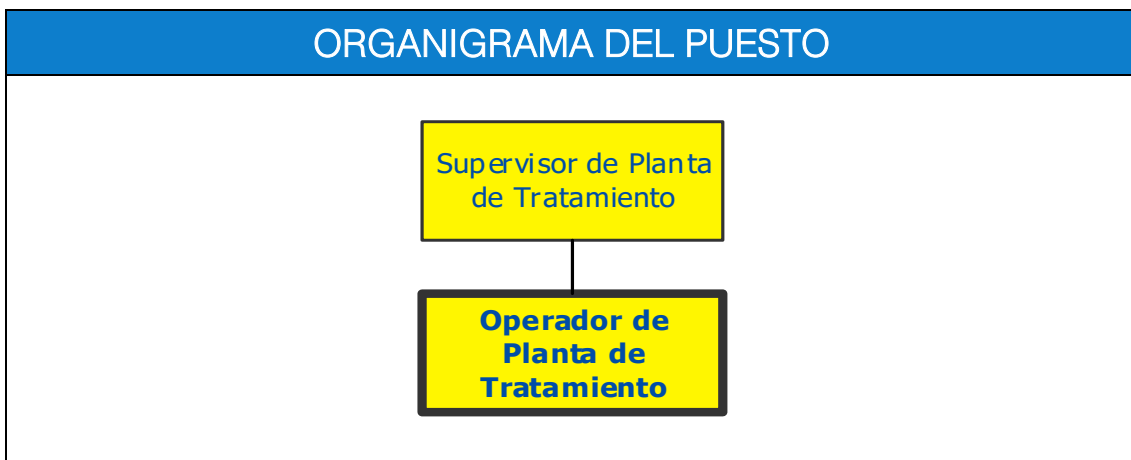 ORGANIGRAMA DEL PUESTO
Supervisor de Planta
de Tratamiento
Operador de
Planta de
Tratamiento